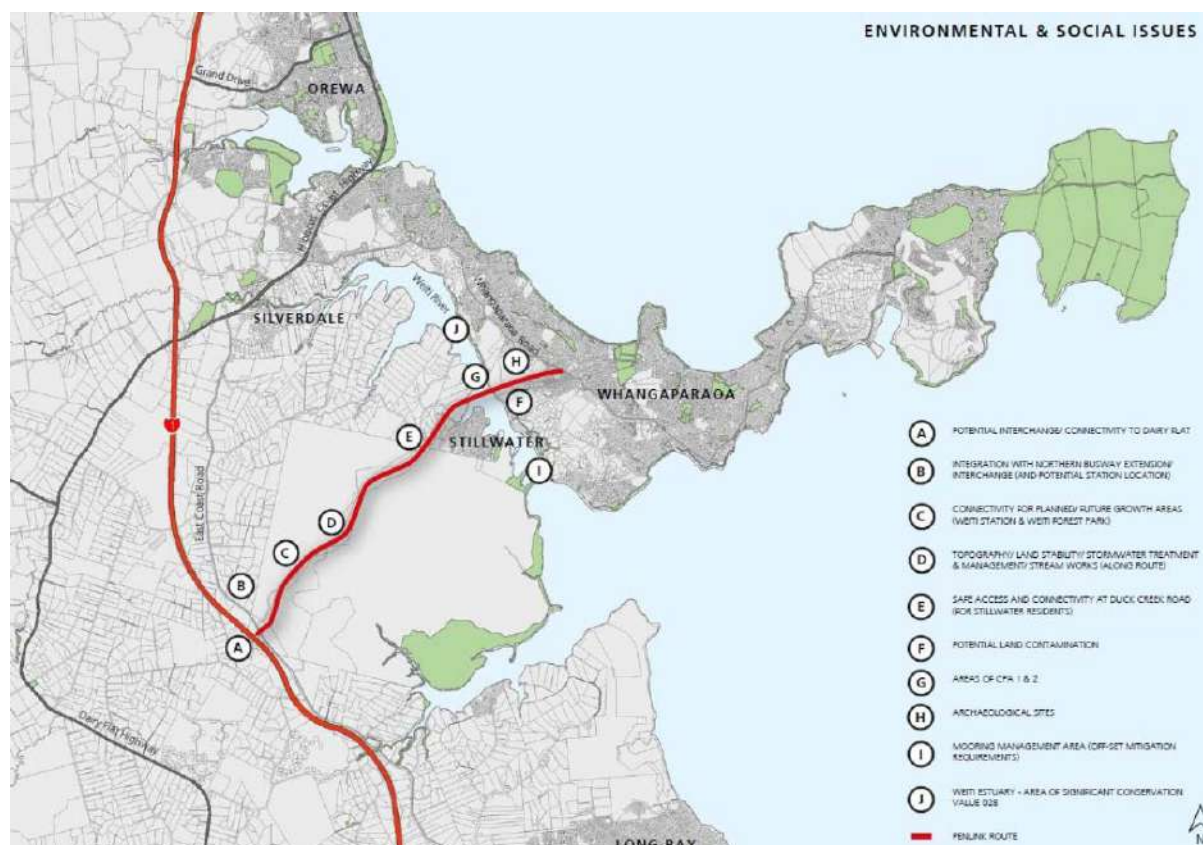 ENVIRONMENTAL & SOCIAL ISSUES
Grand Drive
OREWA
Hibiscus Coast Highway
Weiti River
Whangaparaoa Road
SILVERDALE
J
H
G
F
WHANGAPARAOA
E
STILLWATER
I
1
East Coast Road
D
C
B
A
Dairy Flat Highway
LONG BAY
A POTENTIAL INTERCHANGE/ CONNECTIVITY TO DAIRY FLAT
B INTEGRATION WITH NORTHERN BUSWAY EXTENSION/
INTERCHANGE (AND POTENTIAL STATION LOCATION)
C CONNECTIVITY FOR PLANNED/ FUTURE GROWTH AREAS
(WEITI STATION & WEITI FOREST PARK)
D TOPOGRAPHY/ LAND STABILITY/ STORMWATER TREATMENT
& MANAGEMENT/ STREAM WORKS (ALONG ROUTE)
E SAFE ACCESS AND CONNECTIVITY AT DUCK CREEK ROAD
(FOR STILLWATER RESIDENTS)
F POTENTIAL LAND CONTAMINATION
G AREAS OF CPA 1 & 2
H ARCHAEOLOGICAL SITES
I MOORING MANAGEMENT AREA (OFF-SET MITIGATION
REQUIREMENTS)
J WEITI ESTUARY - AREA OF SIGNIFICANT CONSERVATION
VALUE 028
PENLINK ROUTE
N